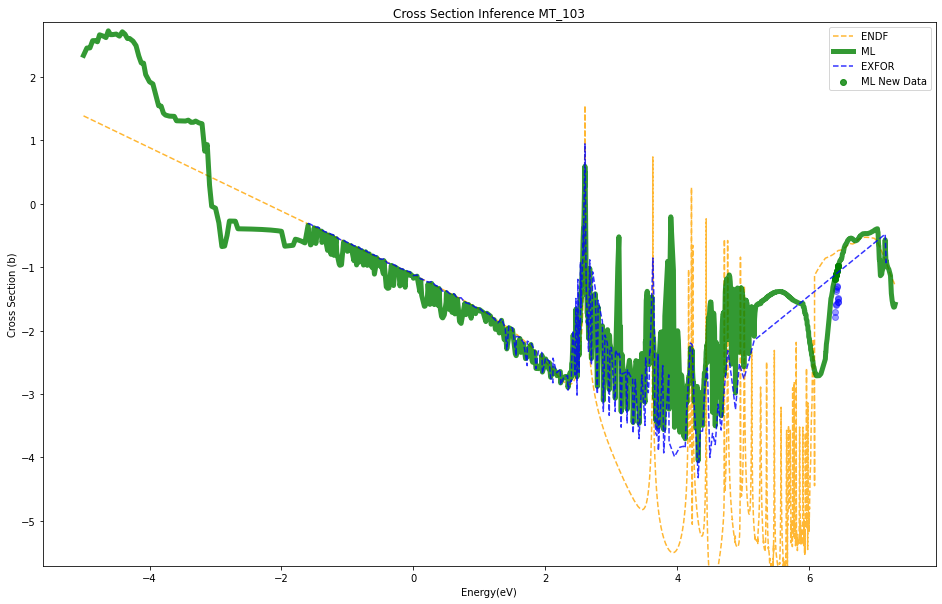 Cross Section Inference MT_103
ENDF
ML
EXFOR
ML New Data
Cross Section (b)
2
1
0
−1
−2
−3
−4
−5
−4
−2
0
2
4
6
Energy(eV)